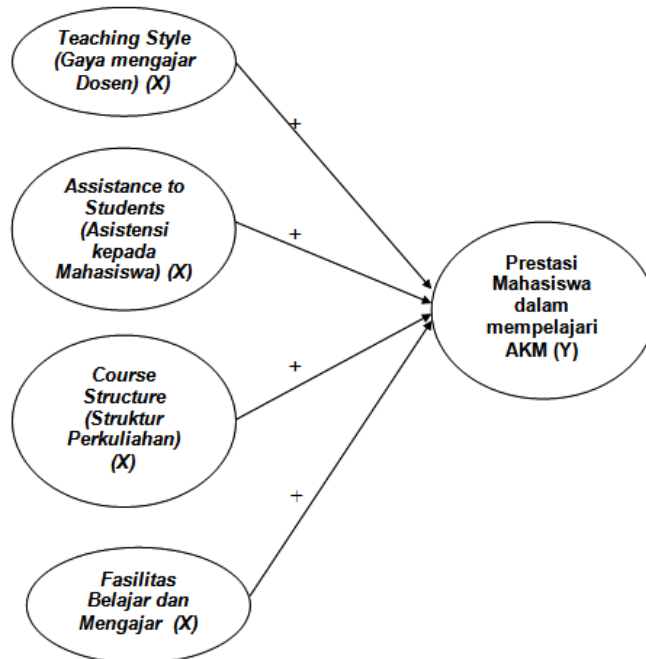 Teaching Style
(Gaya mengajar
Dosen) (X)
+
Assistance to
Students
(Asistensi
kepada
Mahasiswa) (X)
+
Prestasi
Mahasiswa
dalam
mempelajari
AKM (Y)
Course
Structure
(Struktur
Perkuliahan)
(X)
+
+
Fasilitas
Belajar dan
Mengajar (X)